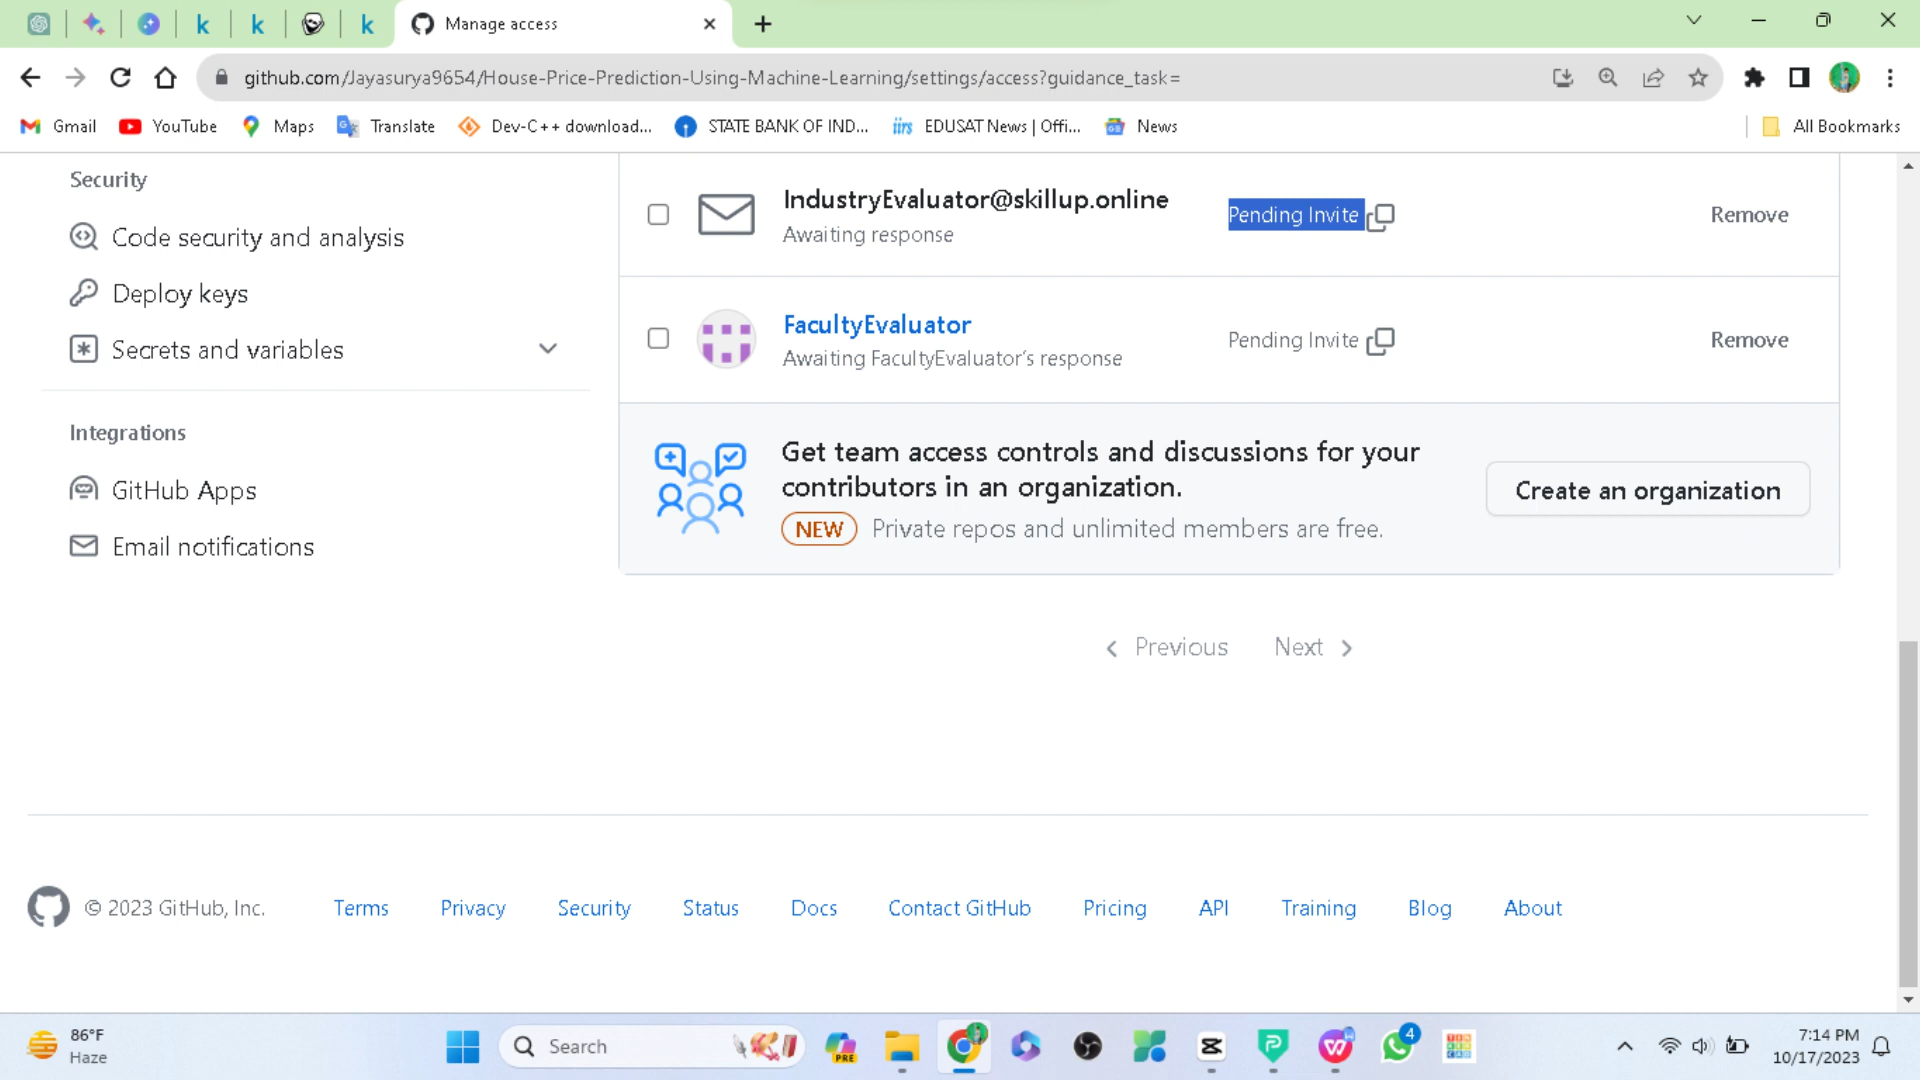 Manage access
github.com/Jayasurya9654/House-Price-Prediction-Using-Machine-Learning/settings/access?guidance_task=
Gmail YouTube Maps Translate Dev-C++ download... STATE BANK OF IND... EDUSAT News | Offi... News All Bookmarks
Security
Code security and analysis
Deploy keys
Secrets and variables
Integrations
GitHub Apps
Email notifications
IndustryEvaluator@skillup.online Pending Invite Remove
Awaiting response
FacultyEvaluator Pending Invite Remove
Awaiting FacultyEvaluator's response
Get team access controls and discussions for your
contributors in an organization.
NEW Private repos and unlimited members are free.
Create an organization
Previous Next
© 2023 GitHub, Inc. Terms Privacy Security Status Docs Contact GitHub Pricing API Training Blog About
86°F
Haze
Search
PRE
4
7:14 PM
10/17/2023